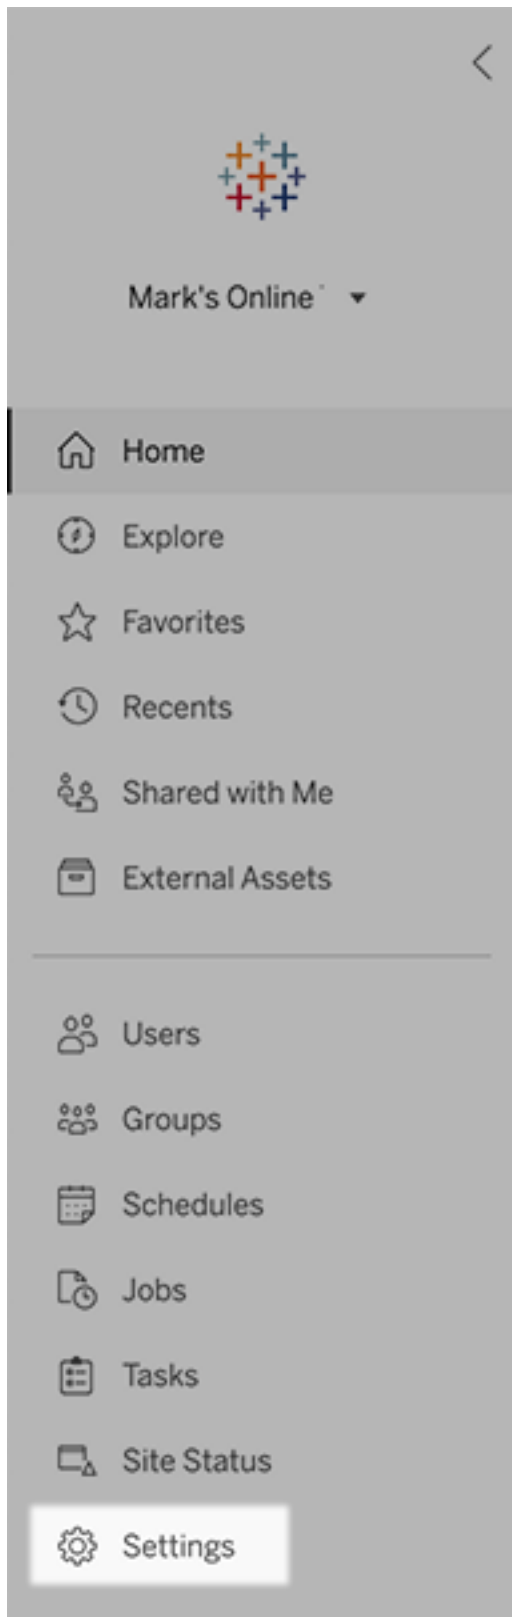 Mark's Online
Home
Explore
Favorites
Recents
Shared with Me
External Assets
Users
Groups
Schedules
Jobs
Tasks
Site Status
Settings